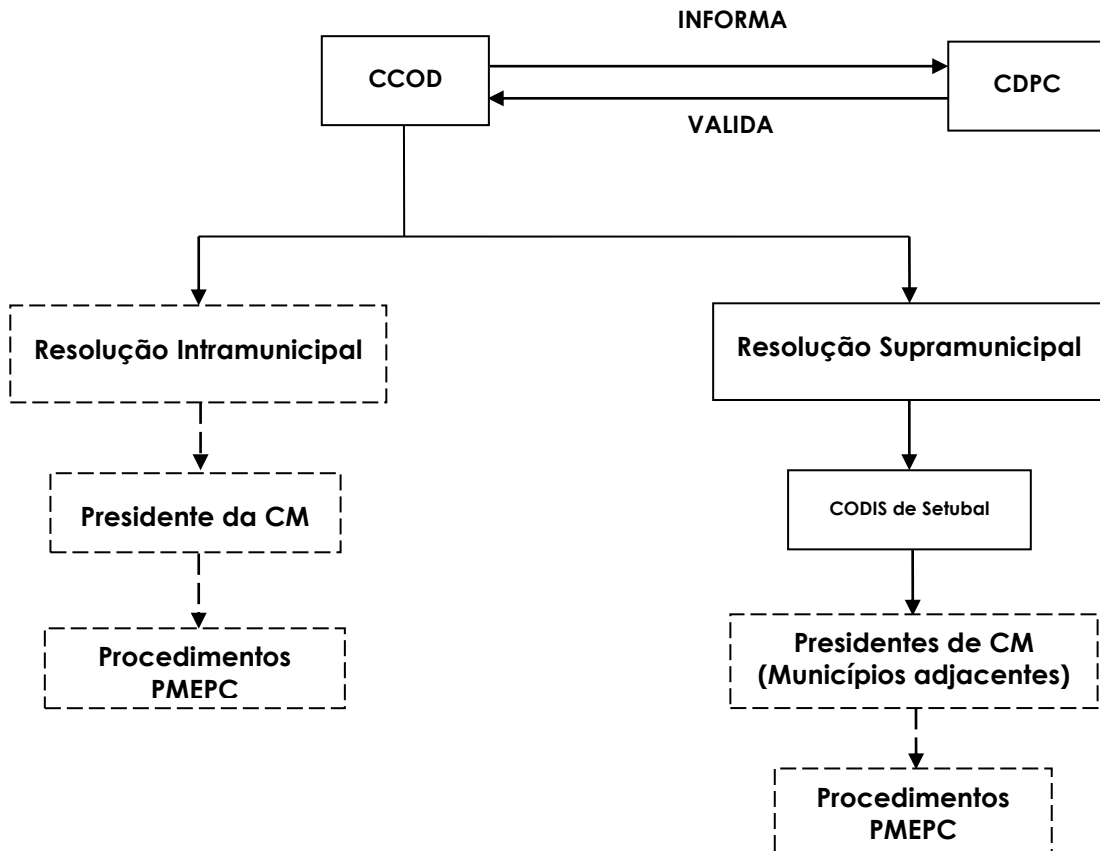 INFORMA
CCOD
CDPC
VALIDA
Resolução Intramunicipal
Resolução Supramunicipal
Presidente da CM
CODIS de Setubal
Procedimentos
PMEPC
Presidentes de CM
(Municípios adjacentes)
Procedimentos
PMEPC